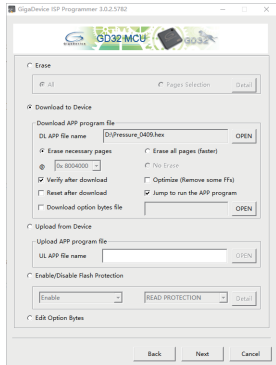 GigaDevice ISP Programmer 3.0.2.5782
GigaDevice GD32 MCU GD32
Erase
All Pages Selection Detail
Download to Device
Download APP program file
DL APP file name D:\Pressure_0409.hex OPEN
Erase necessary pages Erase all pages (faster)
@ 0x 8004000 No Erase
Verify after download Optimize (Remove some FFs)
Reset after download Jump to run the APP program
Download option bytes file OPEN
Upload from Device
Upload APP program file
UL APP file name OPEN
Enable/Disable Flash Protection
Enable READ PROTECTION Detail
Edit Option Bytes
Back Next Cancel